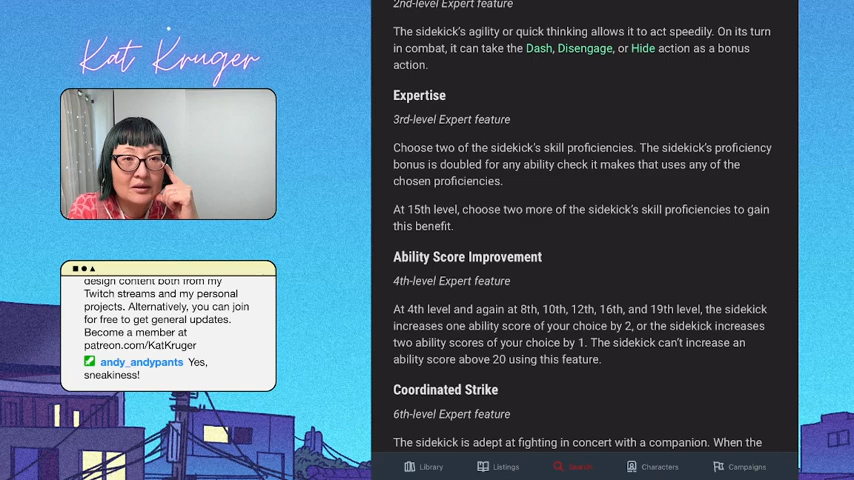 Kat Kruger
design content both from my
Twitch streams and my personal
projects. Alternatively, you can join
for free to get general updates.
Become a member at
patreon.com/KatKruger
andy_andypants Yes,
sneakiness!
2nd-level Expert feature
The sidekick's agility or quick thinking allows it to act speedily. On its turn
in combat, it can take the Dash, Disengage, or Hide action as a bonus
action.
Expertise
3rd-level Expert feature
Choose two of the sidekick's skill proficiencies. The sidekick's proficiency
bonus is doubled for any ability check it makes that uses any of the
chosen proficiencies.
At 15th level, choose two more of the sidekick's skill proficiencies to gain
this benefit.
Ability Score Improvement
4th-level Expert feature
At 4th level and again at 8th, 10th, 12th, 16th, and 19th level, the sidekick
increases one ability score of your choice by 2, or the sidekick increases
two ability scores of your choice by 1. The sidekick can't increase an
ability score above 20 using this feature.
Coordinated Strike
6th-level Expert feature
The sidekick is adept at fighting in concert with a companion. When the
Library Listings Search Characters Campaigns